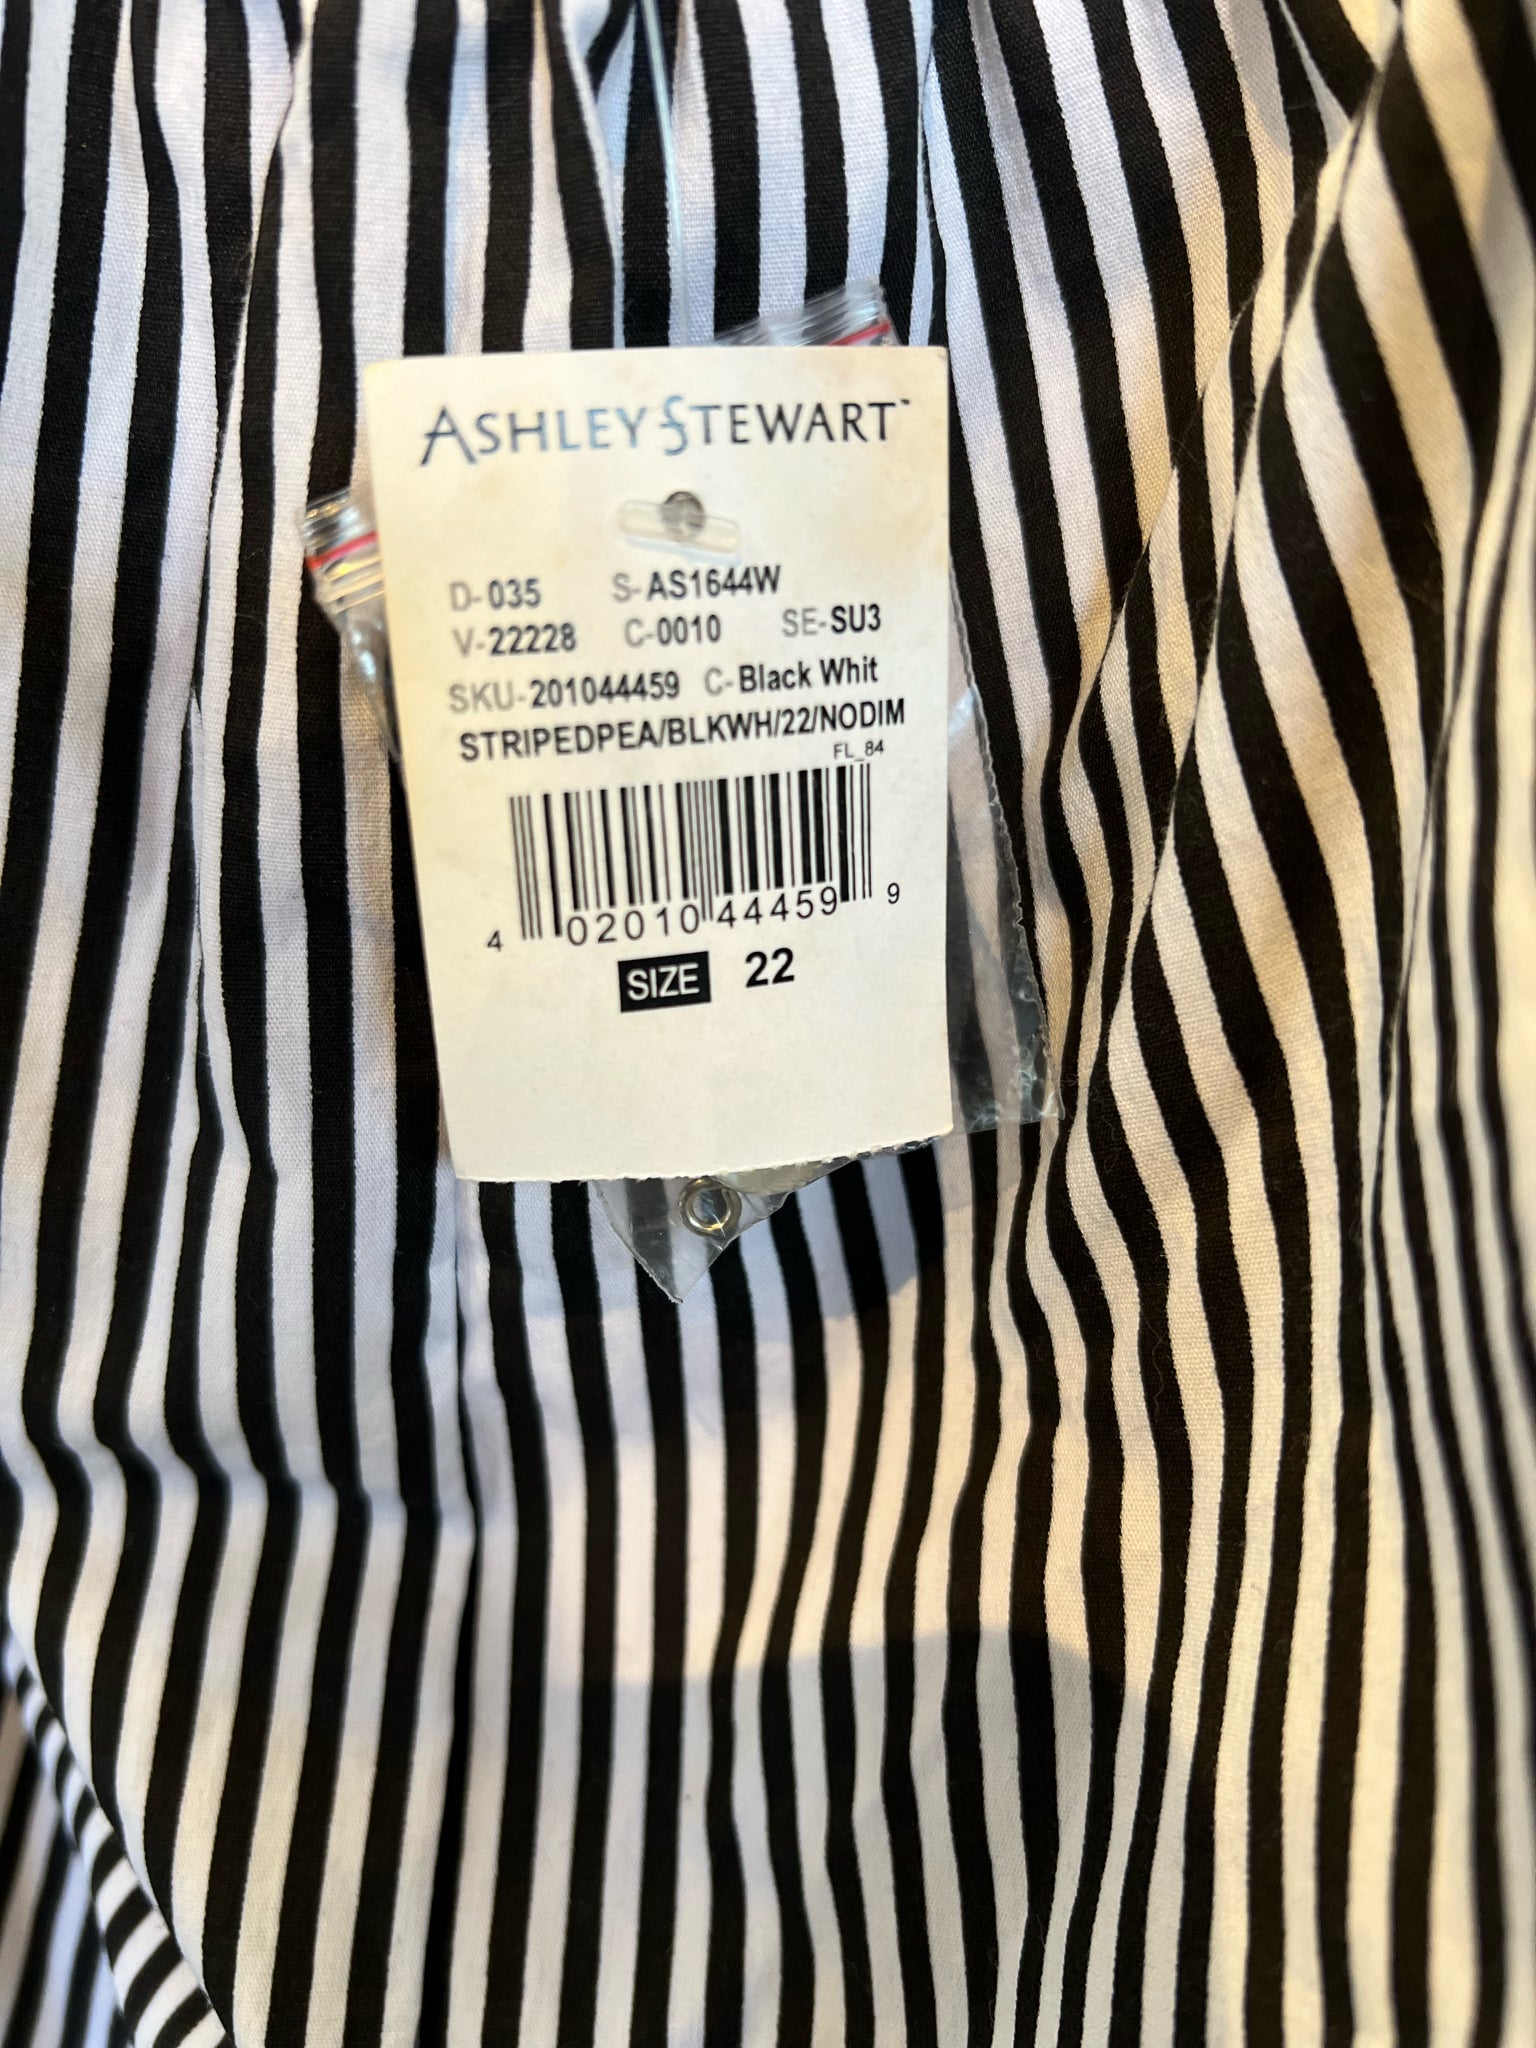 ASHLEY STEWART™
D-035 S-AS1644W
V-22228 C-0010 SE-SU3
SKU-201044459 C-Black Whit
STRIPEDPEA/BLKWH/22/NODIM
FL_84
4 02010 44459 9
SIZE 22